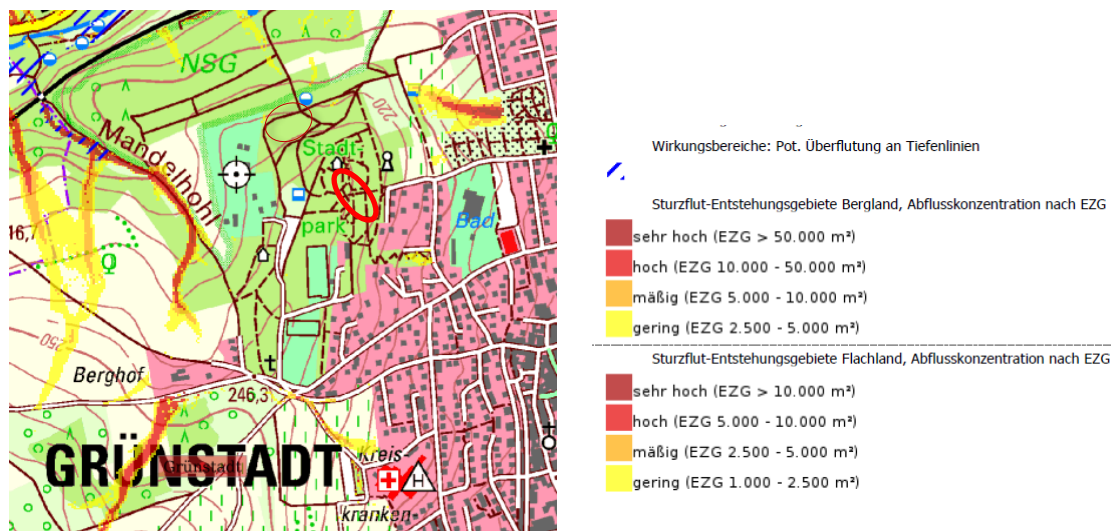 NSG
220
Mandelhohl
Stadt
park
Bad
16,7
250
Berghof
246,3
GRÜNSTADT
Grünstadt
Kreis-
H
kranken-
Wirkungsbereiche: Pot. Überflutung an Tiefenlinien
Sturzflut-Entstehungsgebiete Bergland, Abflusskonzentration nach EZG
sehr hoch (EZG > 50.000 m²)
hoch (EZG 10.000 - 50.000 m²)
mäßig (EZG 5.000 - 10.000 m²)
gering (EZG 2.500 - 5.000 m²)
Sturzflut-Entstehungsgebiete Flachland, Abflusskonzentration nach EZG
sehr hoch (EZG > 10.000 m²)
hoch (EZG 5.000 - 10.000 m²)
mäßig (EZG 2.500 - 5.000 m²)
gering (EZG 1.000 - 2.500 m²)